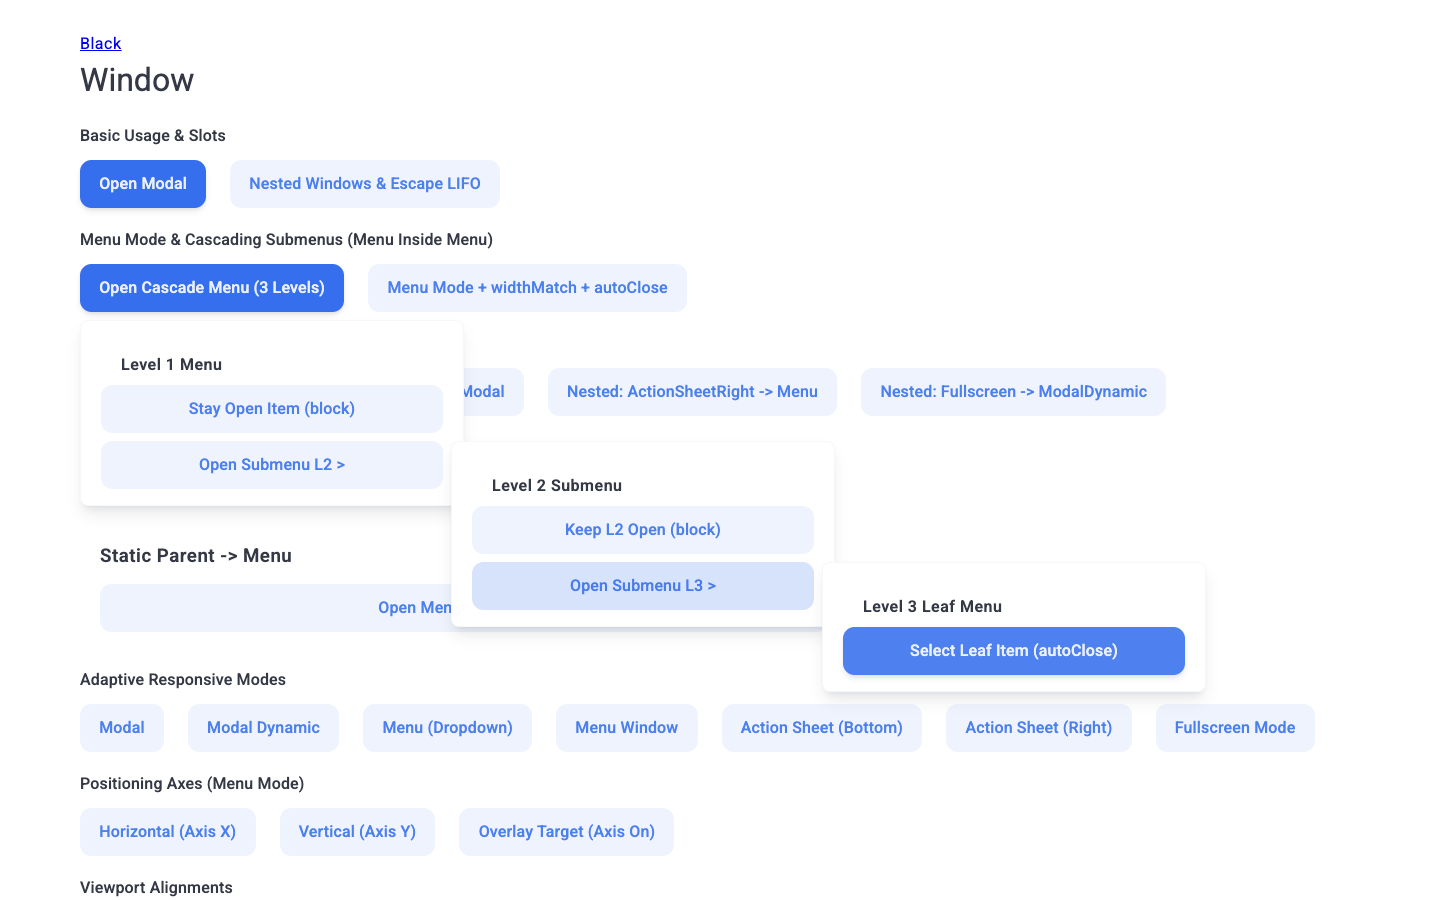 Black
Window
Basic Usage & Slots
Open Modal
Nested Windows & Escape LIFO
Menu Mode & Cascading Submenus (Menu Inside Menu)
Open Cascade Menu (3 Levels)
Menu Mode + widthMatch + autoClose
Level 1 Menu
Stay Open Item (block)
Open Submenu L2 >
Modal
Nested: ActionSheetRight -> Menu
Nested: Fullscreen -> ModalDynamic
Level 2 Submenu
Keep L2 Open (block)
Open Submenu L3 >
Static Parent -> Menu
Open Men
Level 3 Leaf Menu
Select Leaf Item (autoClose)
Adaptive Responsive Modes
Modal
Modal Dynamic
Menu (Dropdown)
Menu Window
Action Sheet (Bottom)
Action Sheet (Right)
Fullscreen Mode
Positioning Axes (Menu Mode)
Horizontal (Axis X)
Vertical (Axis Y)
Overlay Target (Axis On)
Viewport Alignments